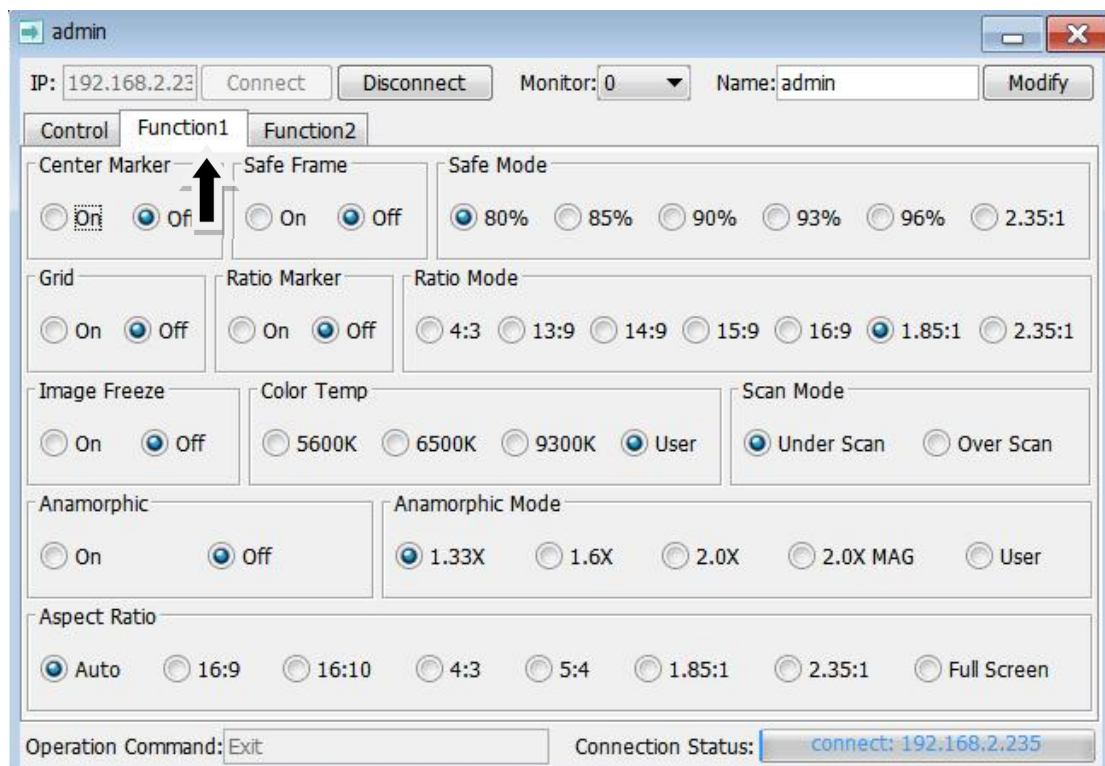 admin
IP: 192.168.2.23 Connect Disconnect Monitor: 0 Name: admin Modify
Control Function1 Function2
Center Marker Safe Frame Safe Mode
On Off On Off 80% 85% 90% 93% 96% 2.35:1
Grid Ratio Marker Ratio Mode
On Off On Off 4:3 13:9 14:9 15:9 16:9 1.85:1 2.35:1
Image Freeze Color Temp Scan Mode
On Off 5600K 6500K 9300K User Under Scan Over Scan
Anamorphic Anamorphic Mode
On Off 1.33X 1.6X 2.0X 2.0X MAG User
Aspect Ratio
Auto 16:9 16:10 4:3 5:4 1.85:1 2.35:1 Full Screen
Operation Command: Exit Connection Status: connect: 192.168.2.235